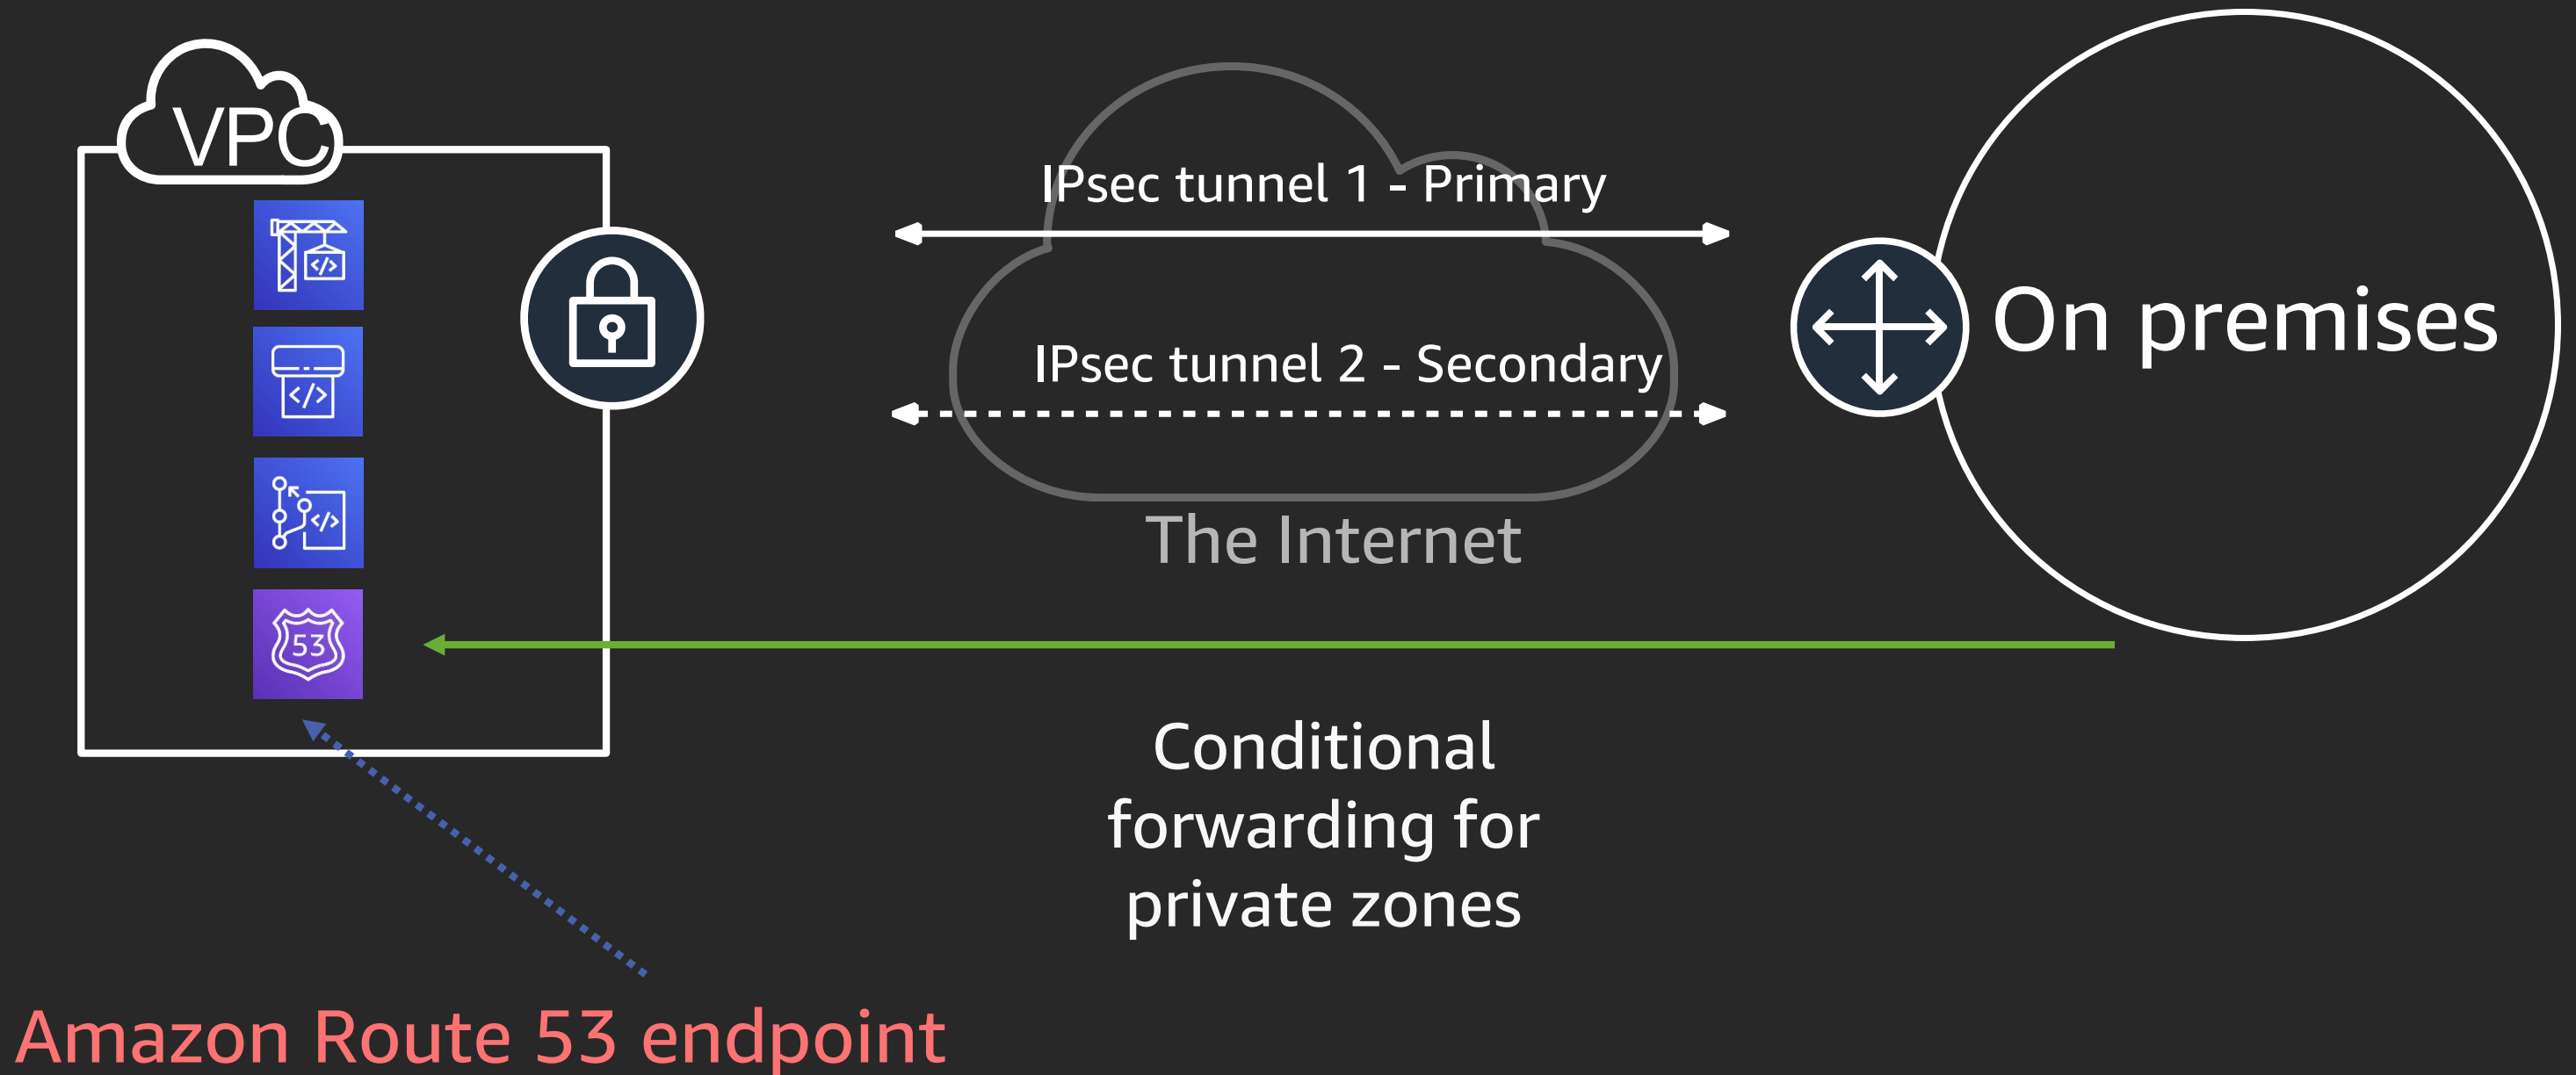 VPC
IPsec tunnel 1 - Primary
On premises
IPsec tunnel 2 - Secondary
The Internet
53
Conditional
forwarding for
private zones
Amazon Route 53 endpoint